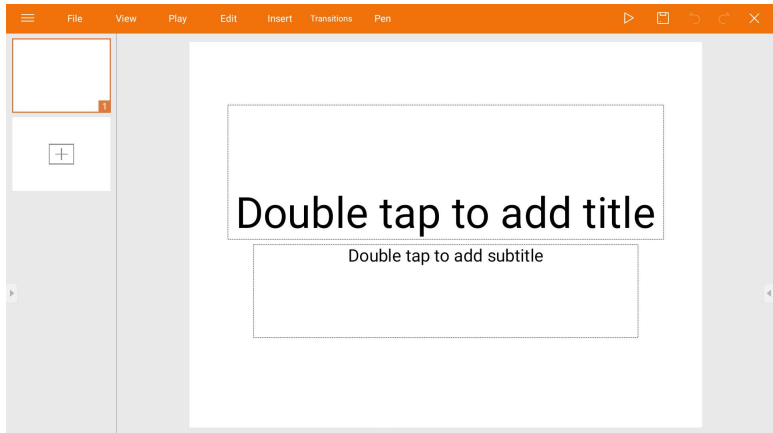 File View Play Edit Insert Transitions Pen
1
Double tap to add title
Double tap to add subtitle